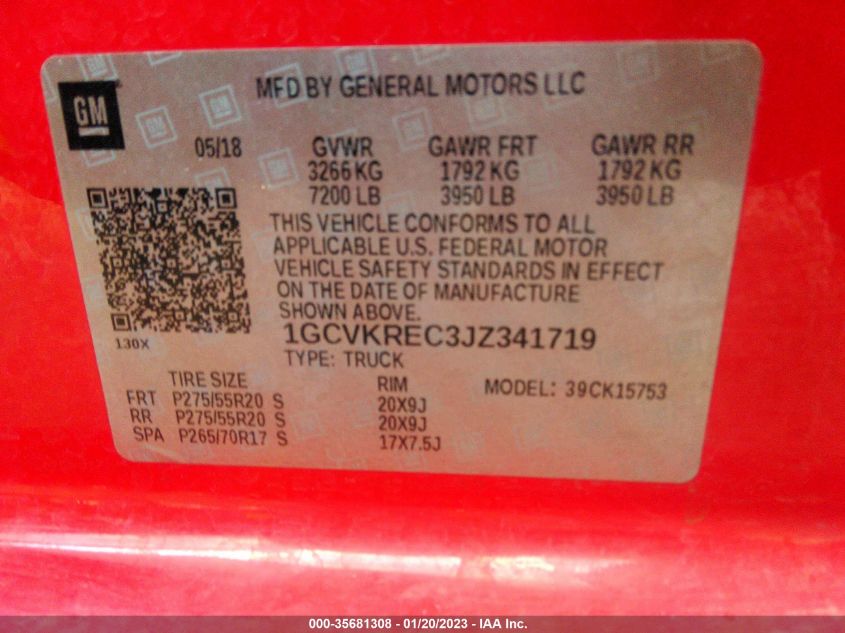 GM
MFD BY GENERAL MOTORS LLC
05/18 GVWR GAWR FRT GAWR RR
3266 KG 1792 KG 1792 KG
7200 LB 3950 LB 3950 LB
THIS VEHICLE CONFORMS TO ALL
APPLICABLE U.S. FEDERAL MOTOR
VEHICLE SAFETY STANDARDS IN EFFECT
ON THE DATE OF MANUFACTURE
SHOWN ABOVE.
130X
1GCVKREC3JZ341719
TYPE: TRUCK
TIRE SIZE RIM MODEL: 39CK15753
FRT P275/55R20 S 20X9J
RR P275/55R20 S 20X9J
SPA P265/70R17 S 17X7.5J
000-35681308 - 01/20/2023 - IAA Inc.